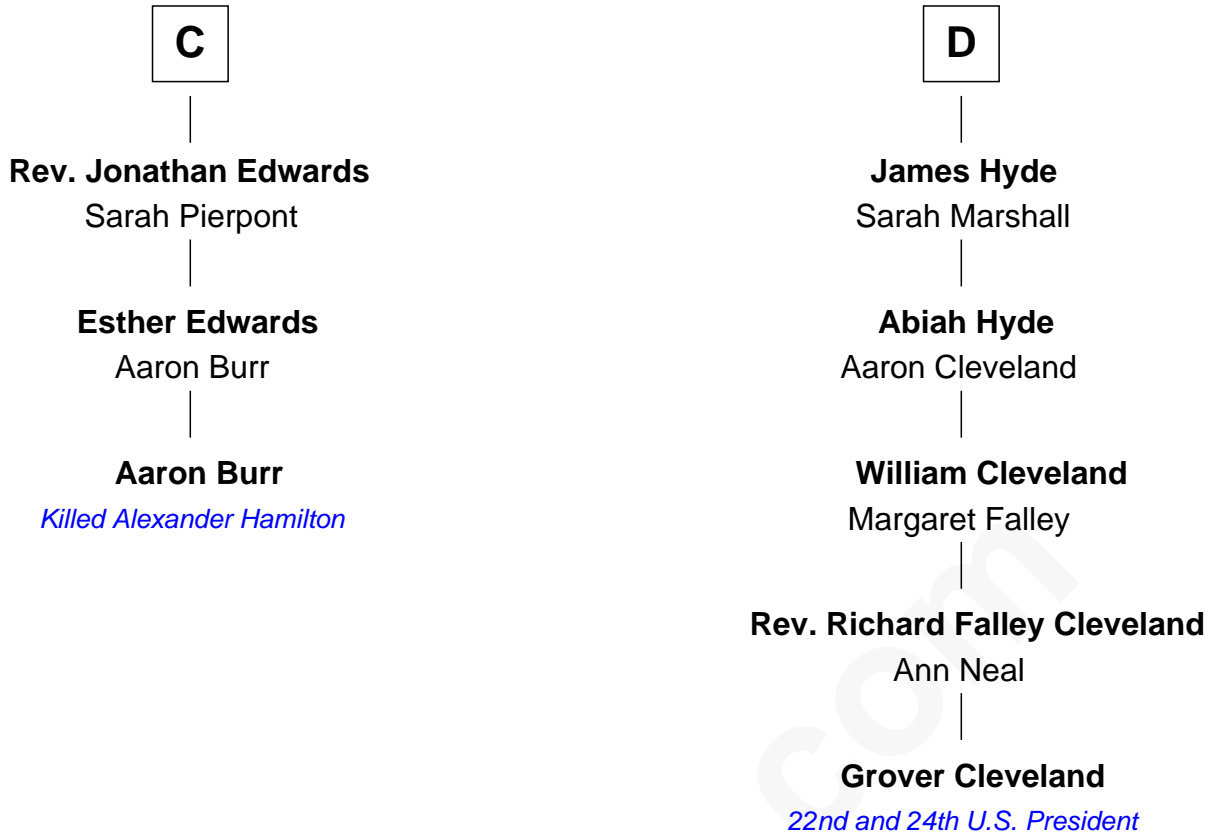 C
Rev. Jonathan Edwards
Sarah Pierpont
Esther Edwards
Aaron Burr
Aaron Burr
Killed Alexander Hamilton
D
James Hyde
Sarah Marshall
Abiah Hyde
Aaron Cleveland
William Cleveland
Margaret Falley
Rev. Richard Falley Cleveland
Ann Neal
Grover Cleveland
22nd and 24th U.S. President
com